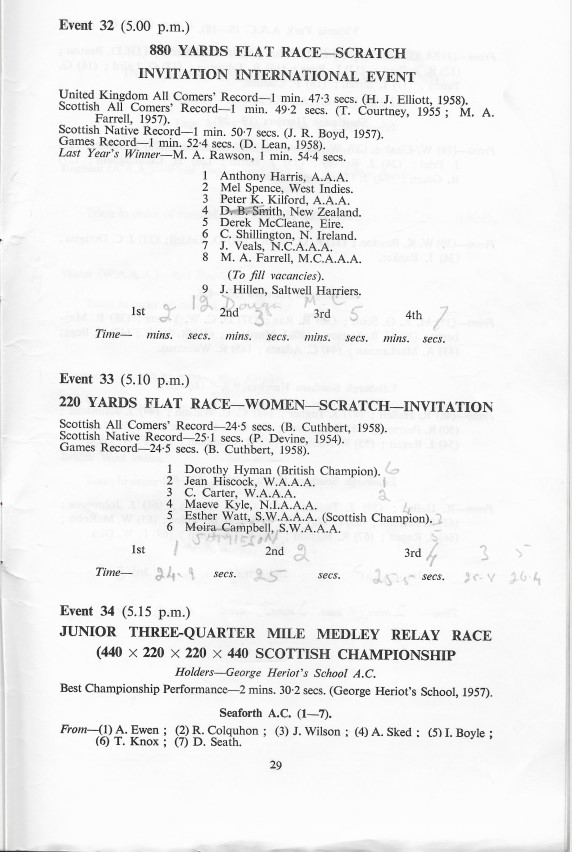 Event 32 (5.00 p.m.)
880 YARDS FLAT RACE—SCRATCH
INVITATION INTERNATIONAL EVENT
United Kingdom All Comers' Record—1 min. 47·3 secs. (H. J. Elliott, 1958).
Scottish All Comers' Record—1 min. 49·2 secs. (T. Courtney, 1955 ; M. A.
Farrell, 1957).
Scottish Native Record—1 min. 50·7 secs. (J. R. Boyd, 1957).
Games Record—1 min. 52·4 secs. (D. Lean, 1958).
Last Year's Winner—M. A. Rawson, 1 min. 54·4 secs.
1 Anthony Harris, A.A.A.
2 Mel Spence, West Indies.
3 Peter K. Kilford, A.A.A.
4 D. B. Smith, New Zealand.
5 Derek McCleane, Eire.
6 C. Shillington, N. Ireland.
7 J. Veals, N.C.A.A.A.
8 M. A. Farrell, M.C.A.A.A.
(To fill vacancies).
9 J. Hillen, Saltwell Harriers.
12
1st 2 2nd 3 3rd 5 4th 7
Time— mins. secs. mins. secs. mins. secs. mins. secs.
Event 33 (5.10 p.m.)
220 YARDS FLAT RACE—WOMEN—SCRATCH—INVITATION
Scottish All Comers' Record—24·5 secs. (B. Cuthbert, 1958).
Scottish Native Record—25·1 secs. (P. Devine, 1954).
Games Record—24·5 secs. (B. Cuthbert, 1958).
1 Dorothy Hyman (British Champion). 6
2 Jean Hiscock, W.A.A.A. 1
3 C. Carter, W.A.A.A. 2
4 Maeve Kyle, N.I.A.A.A. 4
5 Esther Watt, S.W.A.A.A. (Scottish Champion). 3
6 Moira Campbell, S.W.A.A.A. 5
1st 1 2nd 2 3rd 4 3 5
Time— 24.9 secs. 25 secs. 25.5 secs. 26.4
Event 34 (5.15 p.m.)
JUNIOR THREE-QUARTER MILE MEDLEY RELAY RACE
(440 × 220 × 220 × 440 SCOTTISH CHAMPIONSHIP
Holders—George Heriot's School A.C.
Best Championship Performance—2 mins. 30·2 secs. (George Heriot's School, 1957).
Seaforth A.C. (1—7).
From—(1) A. Ewen ; (2) R. Colquhon ; (3) J. Wilson ; (4) A. Sked ; (5) I. Boyle ;
(6) T. Knox ; (7) D. Seath.
29